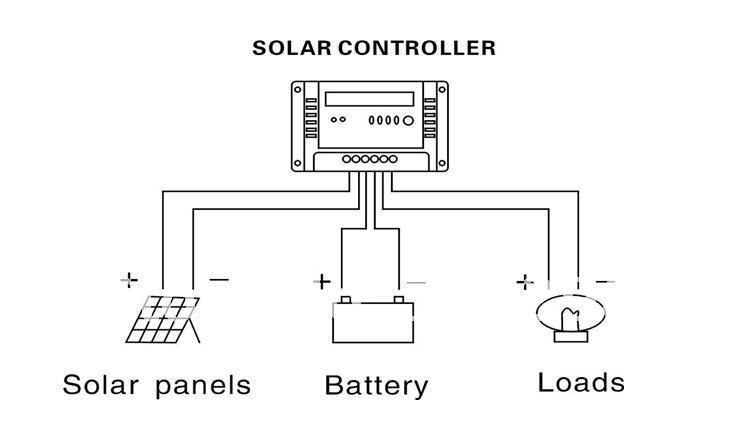 SOLAR CONTROLLER
+ − + − + −
Solar panels Battery Loads